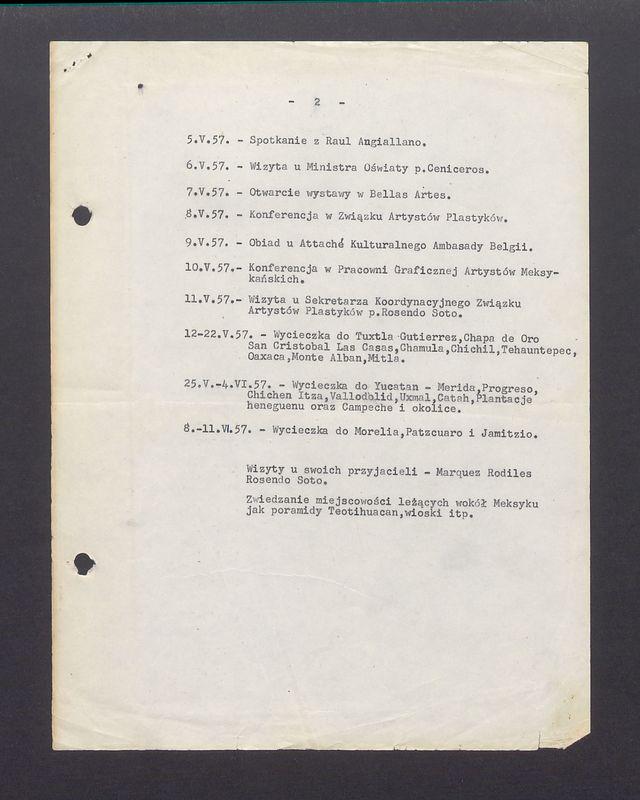 - 2 -
5.V.57. - Spotkanie z Raul Angiallano.
6.V.57. - Wizyta u Ministra Oświaty p.Ceniceros.
7.V.57. - Otwarcie wystawy w Bellas Artes.
8.V.57. - Konferencja w Związku Artystów Plastyków.
9.V.57. - Obiad u Attaché Kulturalnego Ambasady Belgii.
10.V.57.- Konferencja w Pracowni Graficznej Artystów Meksy-
kańskich.
11.V.57.- Wizyta u Sekretarza Koordynacyjnego Związku
Artystów Plastyków p.Rosendo Soto.
12-22.V.57. - Wycieczka do Tuxtla Gutierrez,Chapa de Oro
San Cristobal Las Casas,Chamula,Chichil,Tehauntepec,
Oaxaca,Monte Alban,Mitla.
25.V.-4.VI.57. - Wycieczka do Yucatan - Merida,Progreso,
Chichen Itza,Vallodblid,Uxmal,Catah,Plantacje
heneguenu oraz Campeche i okolice.
8.-11.VI.57. - Wycieczka do Morelia,Patzcuaro i Jamitzio.
Wizyty u swoich przyjacieli - Marquez Rodiles
Rosendo Soto.
Zwiedzanie miejscowości leżących wokół Meksyku
jak poramidy Teotihuacan,wioski itp.